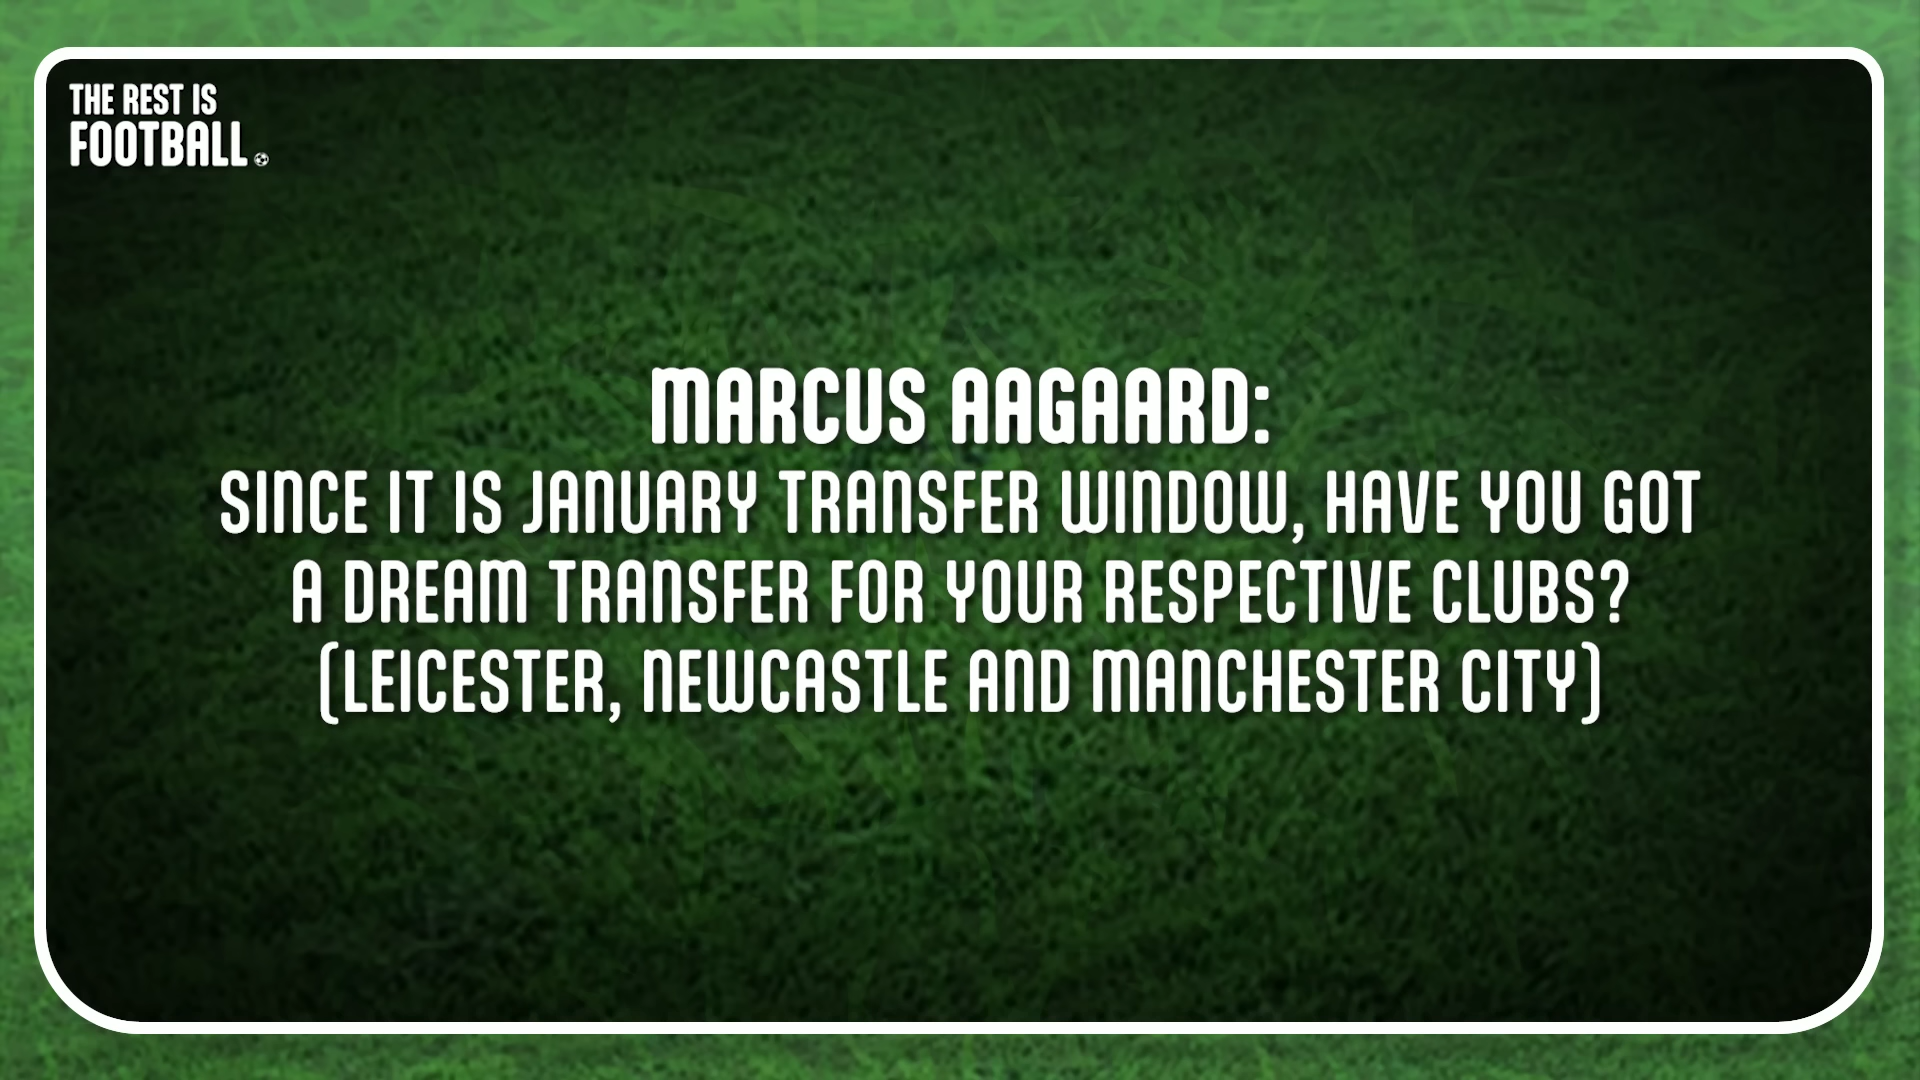 THE REST IS
FOOTBALL
MARCUS AAGAARD:
SINCE IT IS JANUARY TRANSFER WINDOW, HAVE YOU GOT
A DREAM TRANSFER FOR YOUR RESPECTIVE CLUBS?
(LEICESTER, NEWCASTLE AND MANCHESTER CITY)